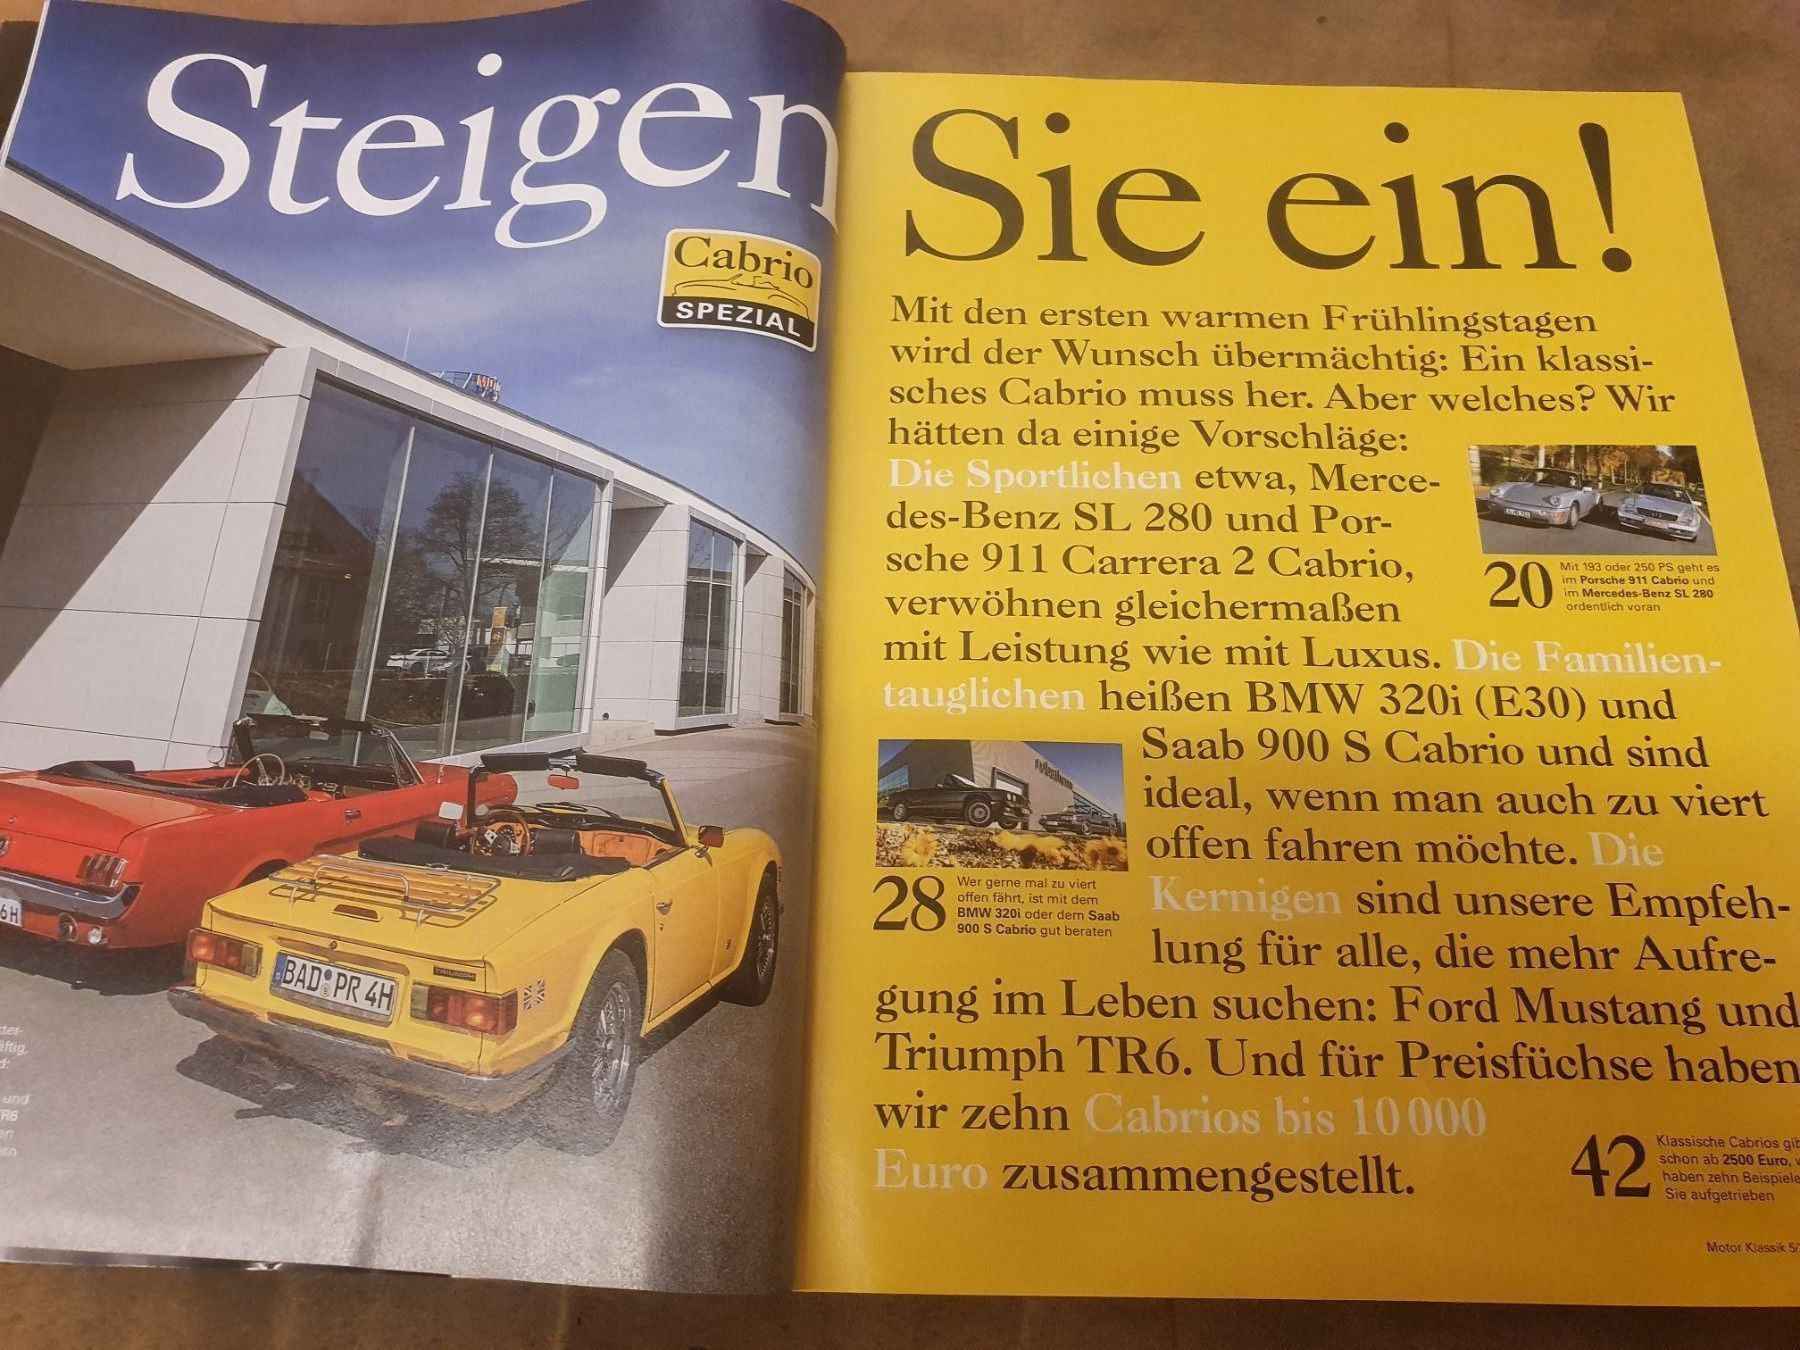 Steigen
Cabrio
SPEZIAL
BAD PR 4H
TRIUMPH
6H
TR6
und
Sie ein!
Mit den ersten warmen Frühlingstagen
wird der Wunsch übermächtig: Ein klassi-
sches Cabrio muss her. Aber welches? Wir
hätten da einige Vorschläge:
Die Sportlichen etwa, Merce-
des-Benz SL 280 und Por-
sche 911 Carrera 2 Cabrio,
verwöhnen gleichermaßen
mit Leistung wie mit Luxus. Die Familien-
tauglichen heißen BMW 320i (E30) und
Saab 900 S Cabrio und sind
ideal, wenn man auch zu viert
offen fahren möchte. Die
Kernigen sind unsere Empfeh-
lung für alle, die mehr Aufre-
gung im Leben suchen: Ford Mustang und
Triumph TR6. Und für Preisfüchse haben
wir zehn Cabrios bis 10 000
Euro zusammengestellt.
20
Mit 193 oder 250 PS geht es
im Porsche 911 Cabrio und
im Mercedes-Benz SL 280
ordentlich voran
28
Wer gerne mal zu viert
offen fährt, ist mit dem
BMW 320i oder dem Saab
900 S Cabrio gut beraten
42
Klassische Cabrios gib
schon ab 2500 Euro, w
haben zehn Beispiele
Sie aufgetrieben
Motor Klassik 5/